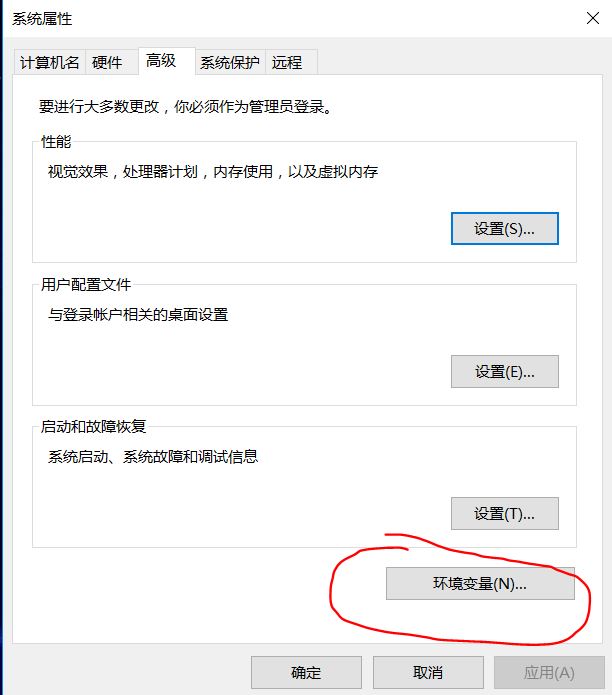 系统属性
计算机名 硬件 高级 系统保护 远程
要进行大多数更改，你必须作为管理员登录。
性能
视觉效果，处理器计划，内存使用，以及虚拟内存
设置(S)...
用户配置文件
与登录帐户相关的桌面设置
设置(E)...
启动和故障恢复
系统启动、系统故障和调试信息
设置(T)...
环境变量(N)...
确定 取消 应用(A)